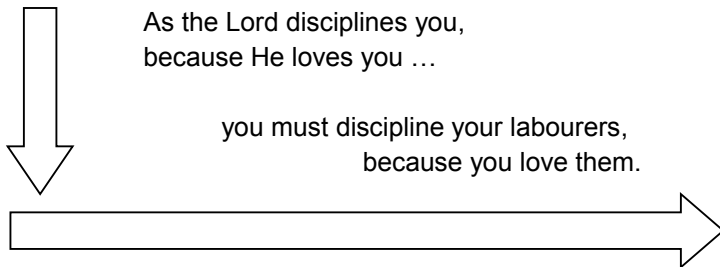 As the Lord disciplines you,
because He loves you …
you must discipline your labourers,
because you love them.